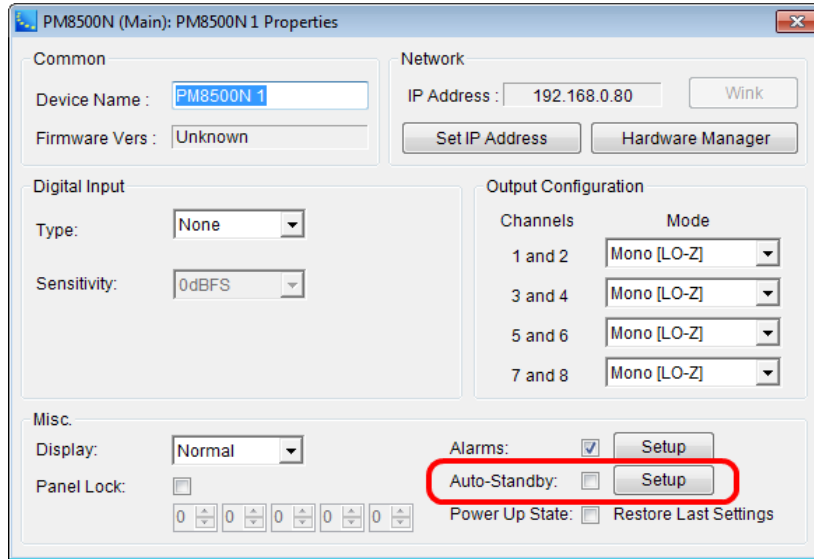 PM8500N (Main): PM8500N 1 Properties
Common
Device Name : PM8500N 1
Firmware Vers : Unknown
Network
IP Address : 192.168.0.80 Wink
Set IP Address Hardware Manager
Digital Input
Type: None
Sensitivity: 0dBFS
Output Configuration
Channels Mode
1 and 2 Mono [LO-Z]
3 and 4 Mono [LO-Z]
5 and 6 Mono [LO-Z]
7 and 8 Mono [LO-Z]
Misc.
Display: Normal
Panel Lock:
0 0 0 0 0
Alarms: Setup
Auto-Standby: Setup
Power Up State: Restore Last Settings